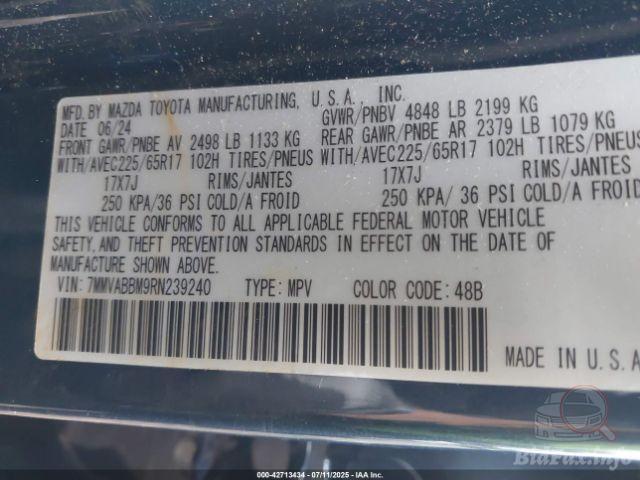 MFD. BY MAZDA TOYOTA MANUFACTURING, U.S.A., INC.
DATE 06/24 GVWR/PNBV 4848 LB 2199 KG
FRONT GAWR/PNBE AV 2498 LB 1133 KG REAR GAWR/PNBE AR 2379 LB 1079 KG
WITH/AVEC225/65R17 102H TIRES/PNEUS WITH/AVEC225/65R17 102H TIRES/PNEUS
17X7J RIMS/JANTES 17X7J RIMS/JANTES
250 KPA/36 PSI COLD/A FROID 250 KPA/ 36 PSI COLD/A FROID
THIS VEHICLE CONFORMS TO ALL APPLICABLE FEDERAL MOTOR VEHICLE
SAFETY, AND THEFT PREVENTION STANDARDS IN EFFECT ON THE DATE OF
MANUFACTURE SHOWN ABOVE.
VIN: 7MMVABBM9RN239240 TYPE: MPV COLOR CODE: 48B
MADE IN U.S.A
BidFax.info
000-42713434 - 07/11/2025 - IAA Inc.